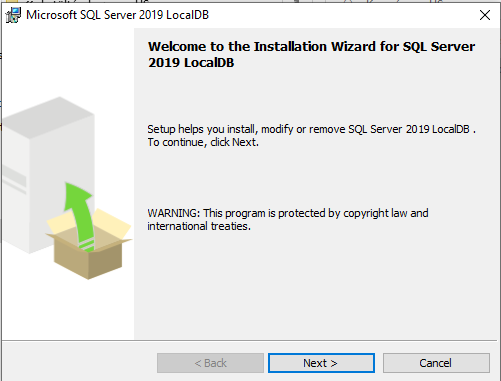 Microsoft SQL Server 2019 LocalDB
Welcome to the Installation Wizard for SQL Server
2019 LocalDB
Setup helps you install, modify or remove SQL Server 2019 LocalDB .
To continue, click Next.
WARNING: This program is protected by copyright law and
international treaties.
< Back
Next >
Cancel